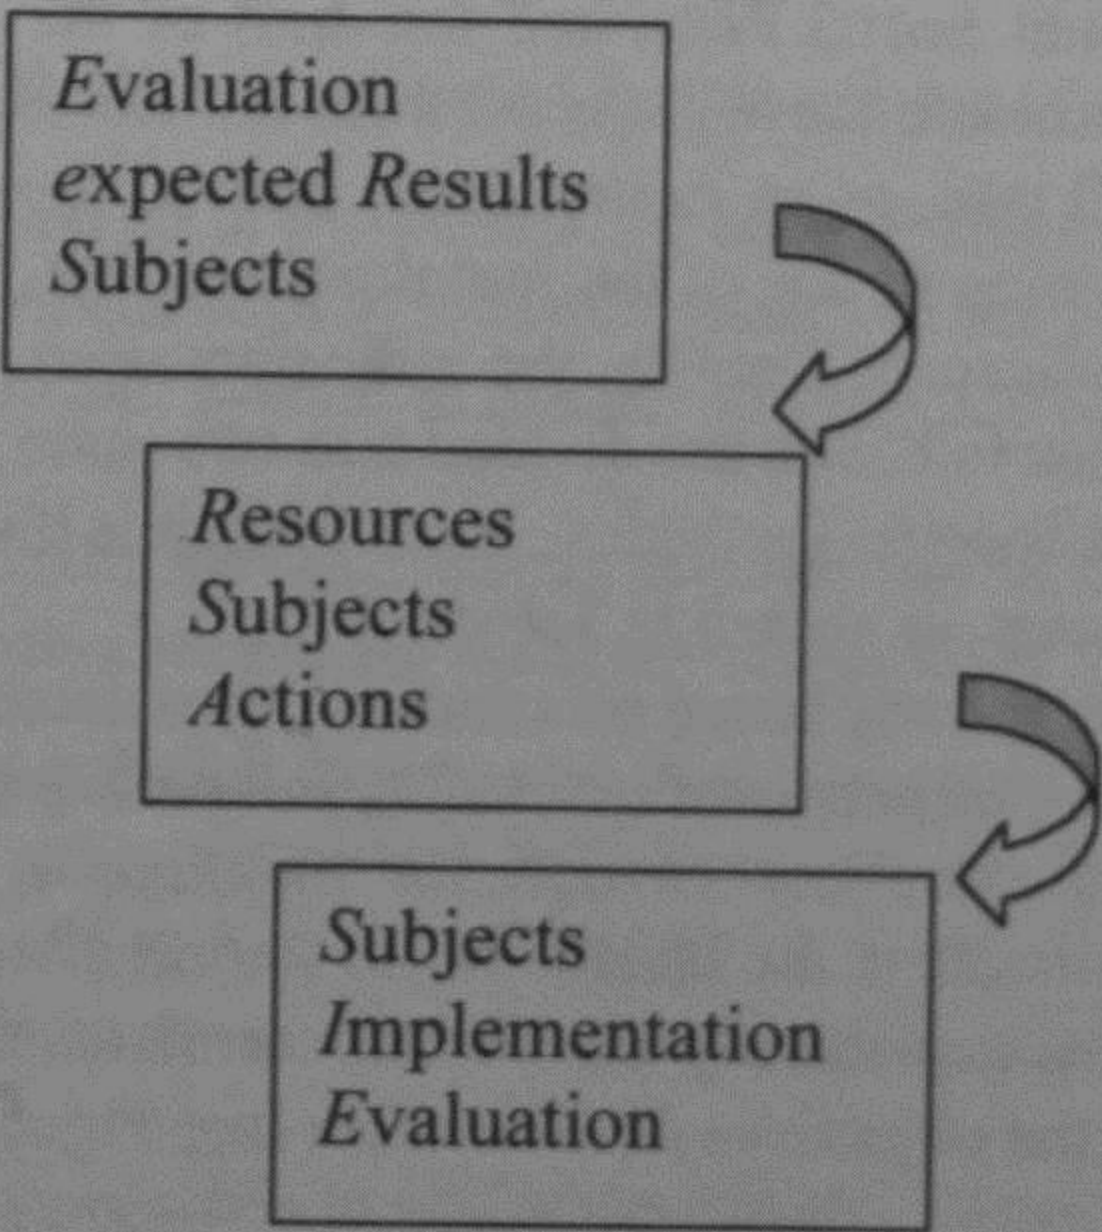 Evaluation
expected Results
Subjects
Resources
Subjects
Actions
Subjects
Implementation
Evaluation